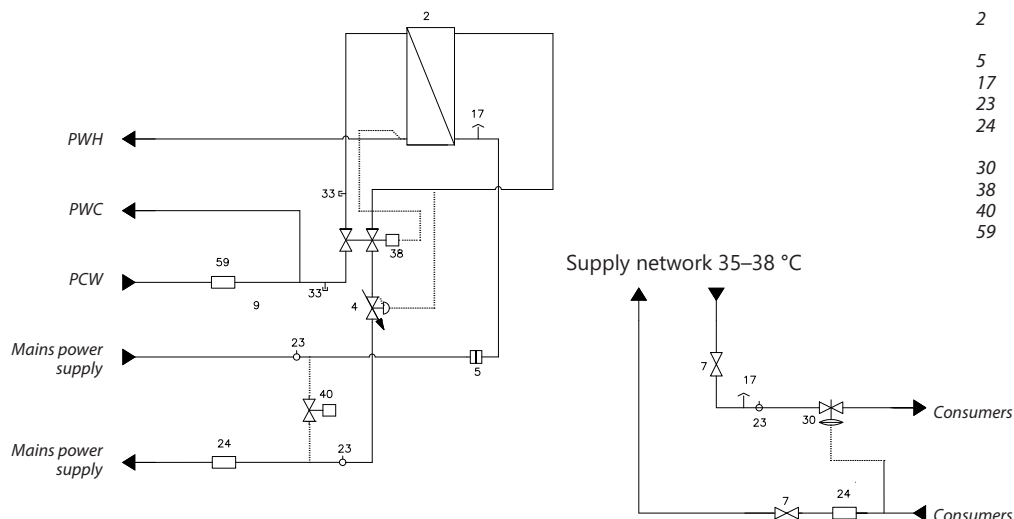 2
2
5
17
17
23
24
PWH
30
33
38
40
PWC
59
38
59
Supply network 35–38 °C
PCW
33
4
9
Mains power
supply
23
7
17
5
40
23
30
Consumers
24
23
Mains power
supply
7
24
Consumers